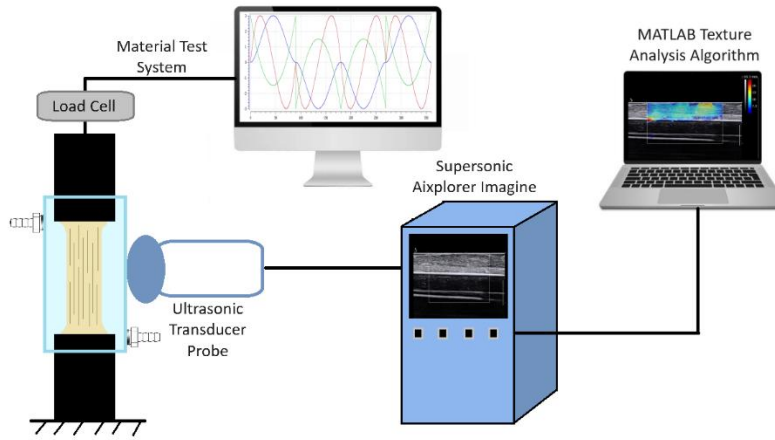 Material Test
System
MATLAB Texture
Analysis Algorithm
Load Cell
Supersonic
Aixplorer Imagine
Ultrasonic
Transducer
Probe